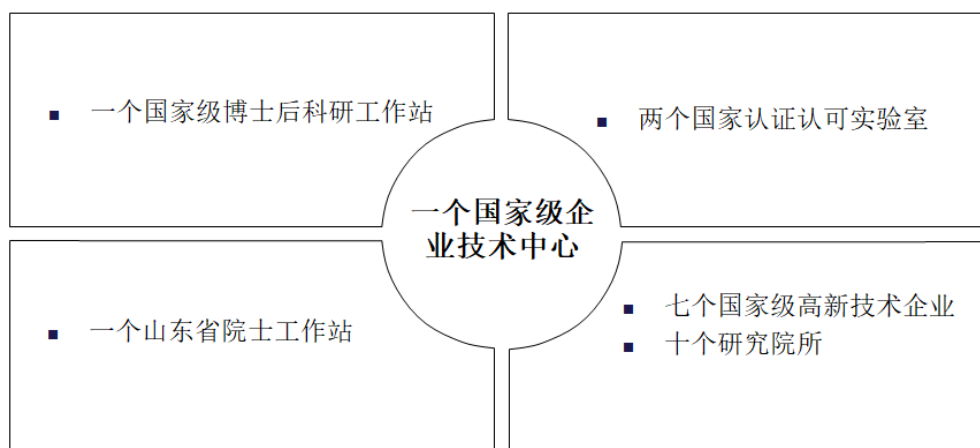 ■ 一个国家级博士后科研工作站
■ 两个国家认证认可实验室
一个国家级企
业技术中心
■ 一个山东省院士工作站
■ 七个国家级高新技术企业
■ 十个研究院所